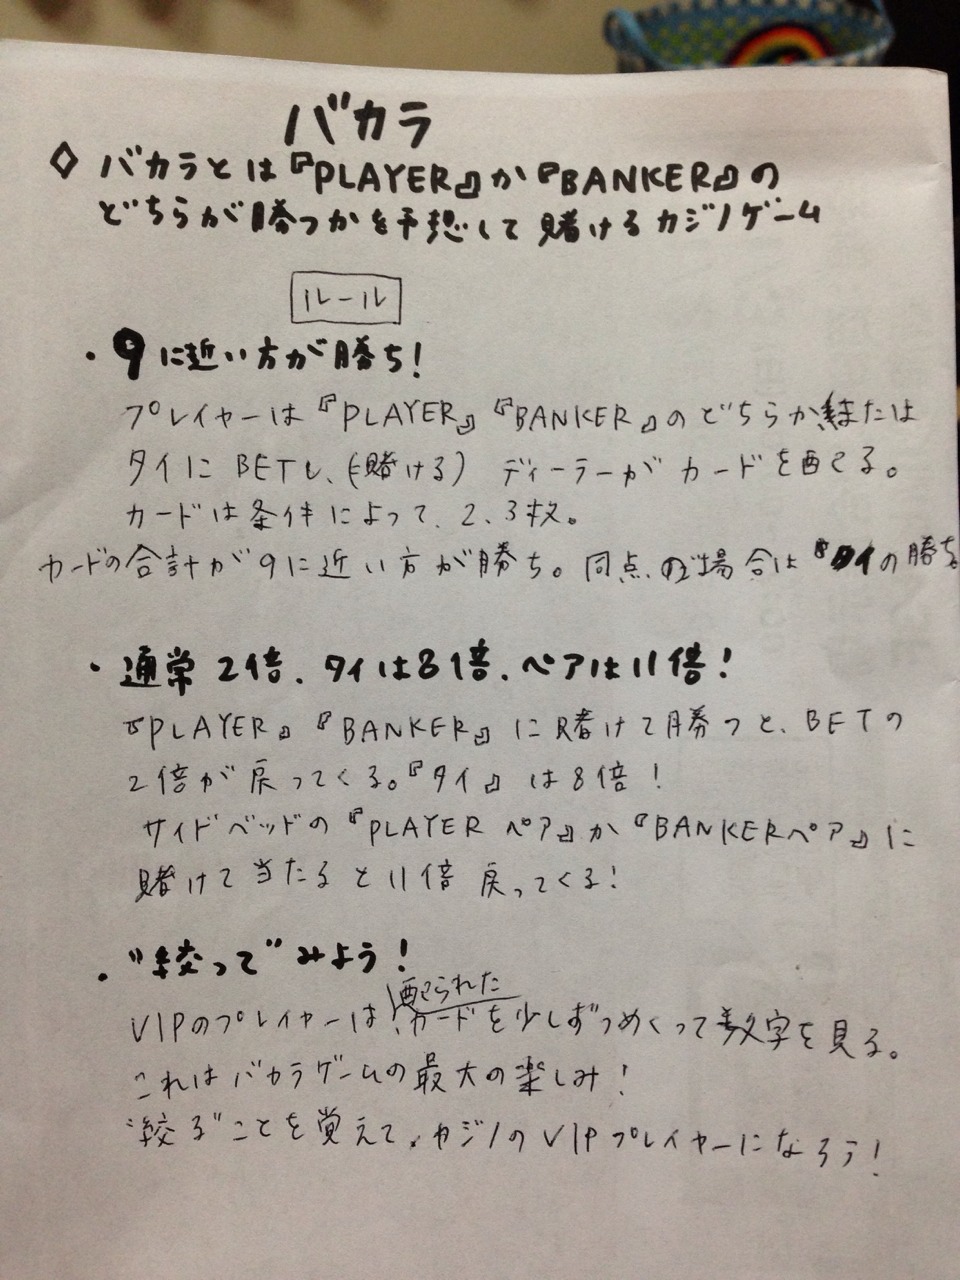 バカラ
◇ バカラとは『PLAYER』か『BANKER』の
どちらが勝つかを予想して賭けるカジノゲーム
ルール
・9に近い方が勝ち!
プレイヤーは『PLAYER』『BANKER』のどちらかまたは
タイにBETし、(賭ける) ディーラーがカードを配る。
カードは条件によって、2、3枚。
カードの合計が9に近い方が勝ち。同点の場合は『タイの勝ち。
・通常2倍、タイは8倍、ペアは11倍!
『PLAYER』『BANKER』に賭けて勝つと、BETの
2倍が戻ってくる。『タイ』は8倍!
サイドベッドの『PLAYERペア』か『BANKERペア』に
賭けて当たると11倍戻ってくる!
・"絞って"みよう!
VIPのプレイヤーは配られたカードを少しずつめくって数字を見る。
これはバカラゲームの最大の楽しみ!
"絞る"ことを覚えて、カジノのVIPプレイヤーになろう!